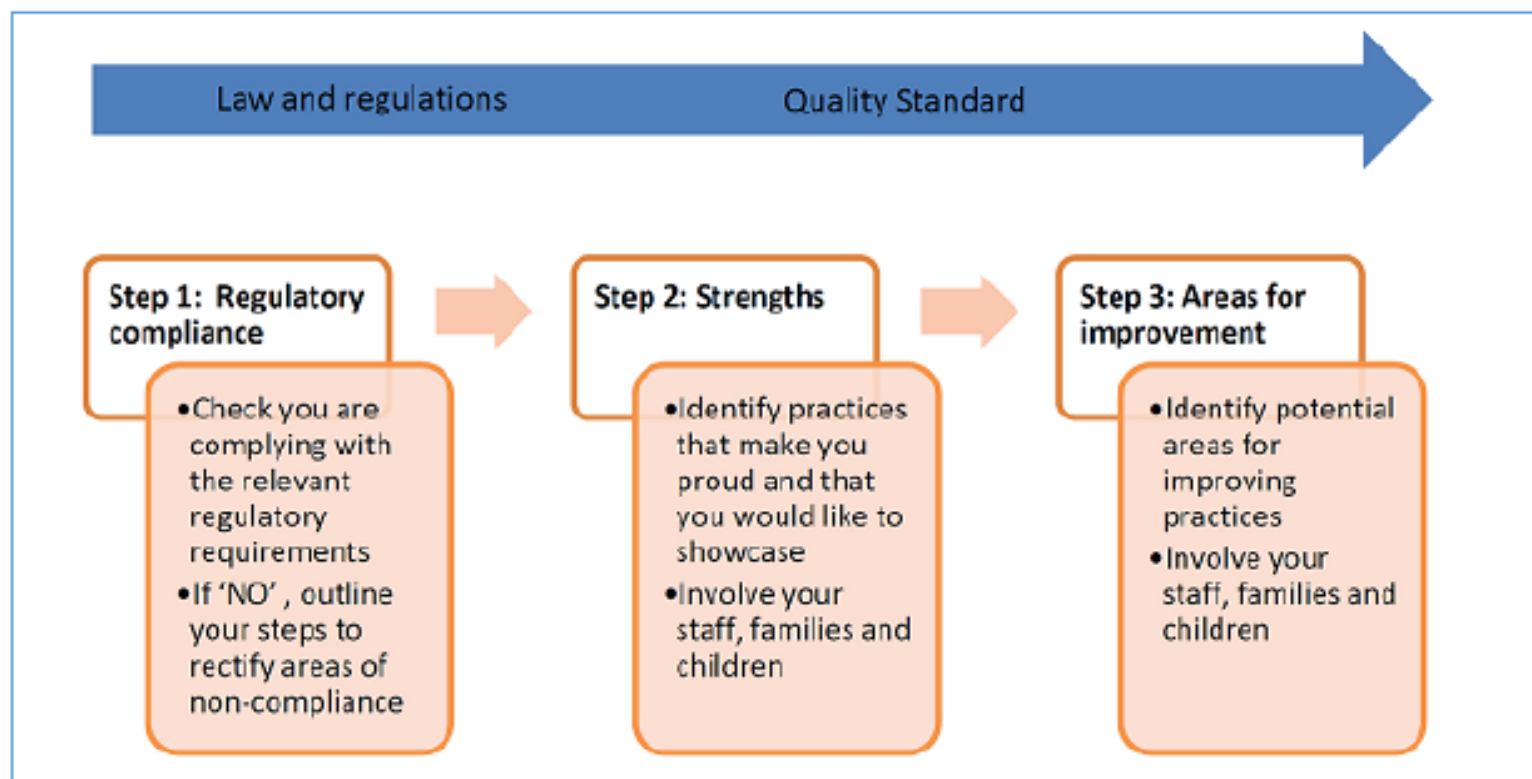 Law and regulations
Quality Standard
Step 1: Regulatory
compliance
•Check you are
complying with
the relevant
regulatory
requirements
•If ‘NO’ , outline
your steps to
rectify areas of
non-compliance
Step 2: Strengths
•Identify practices
that make you
proud and that
you would like to
showcase
•Involve your
staff, families and
children
Step 3: Areas for
improvement
•Identify potential
areas for
improving
practices
•Involve your
staff, families and
children